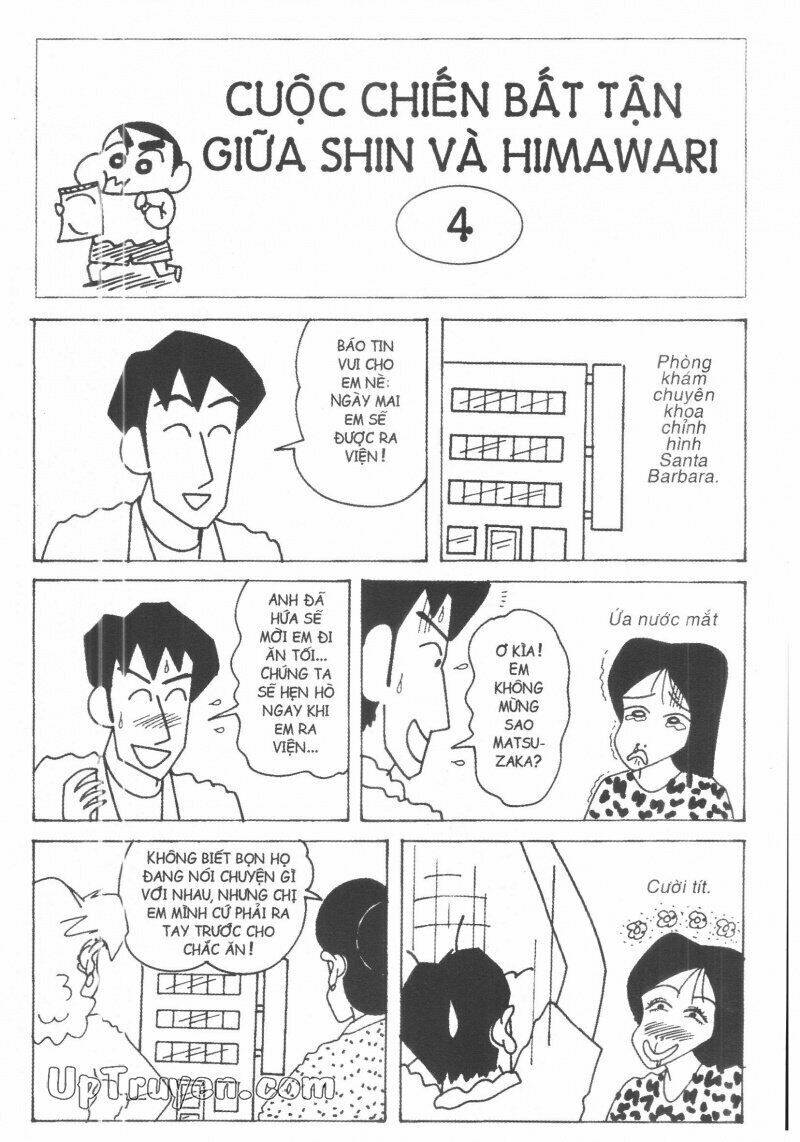 CUỘC CHIẾN BẤT TẬN
GIỮA SHIN VÀ HIMAWARI
4
Phòng
khám
chuyên
khoa
chỉnh
hình
Santa
Barbara.
BÁO TIN
VUI CHO
EM NÈ:
NGÀY MAI
EM SẼ
ĐƯỢC RA
VIỆN!
Ứa nước mắt
Ơ KÌA!
EM
KHÔNG
MỪNG
SAO
MATSU-
ZAKA?
ANH ĐÃ
HỨA SẼ
MỜI EM ĐI
ĂN TỐI...
CHÚNG TA
SẼ HẸN HÒ
NGAY KHI
EM RA
VIỆN...
Cười tít.
KHÔNG BIẾT BỌN HỌ
ĐANG NÓI CHUYỆN GÌ
VỚI NHAU, NHƯNG CHỊ
EM MÌNH CỨ PHẢI RA
TAY TRƯỚC CHO
CHẮC ĂN!
UpTruyen.com